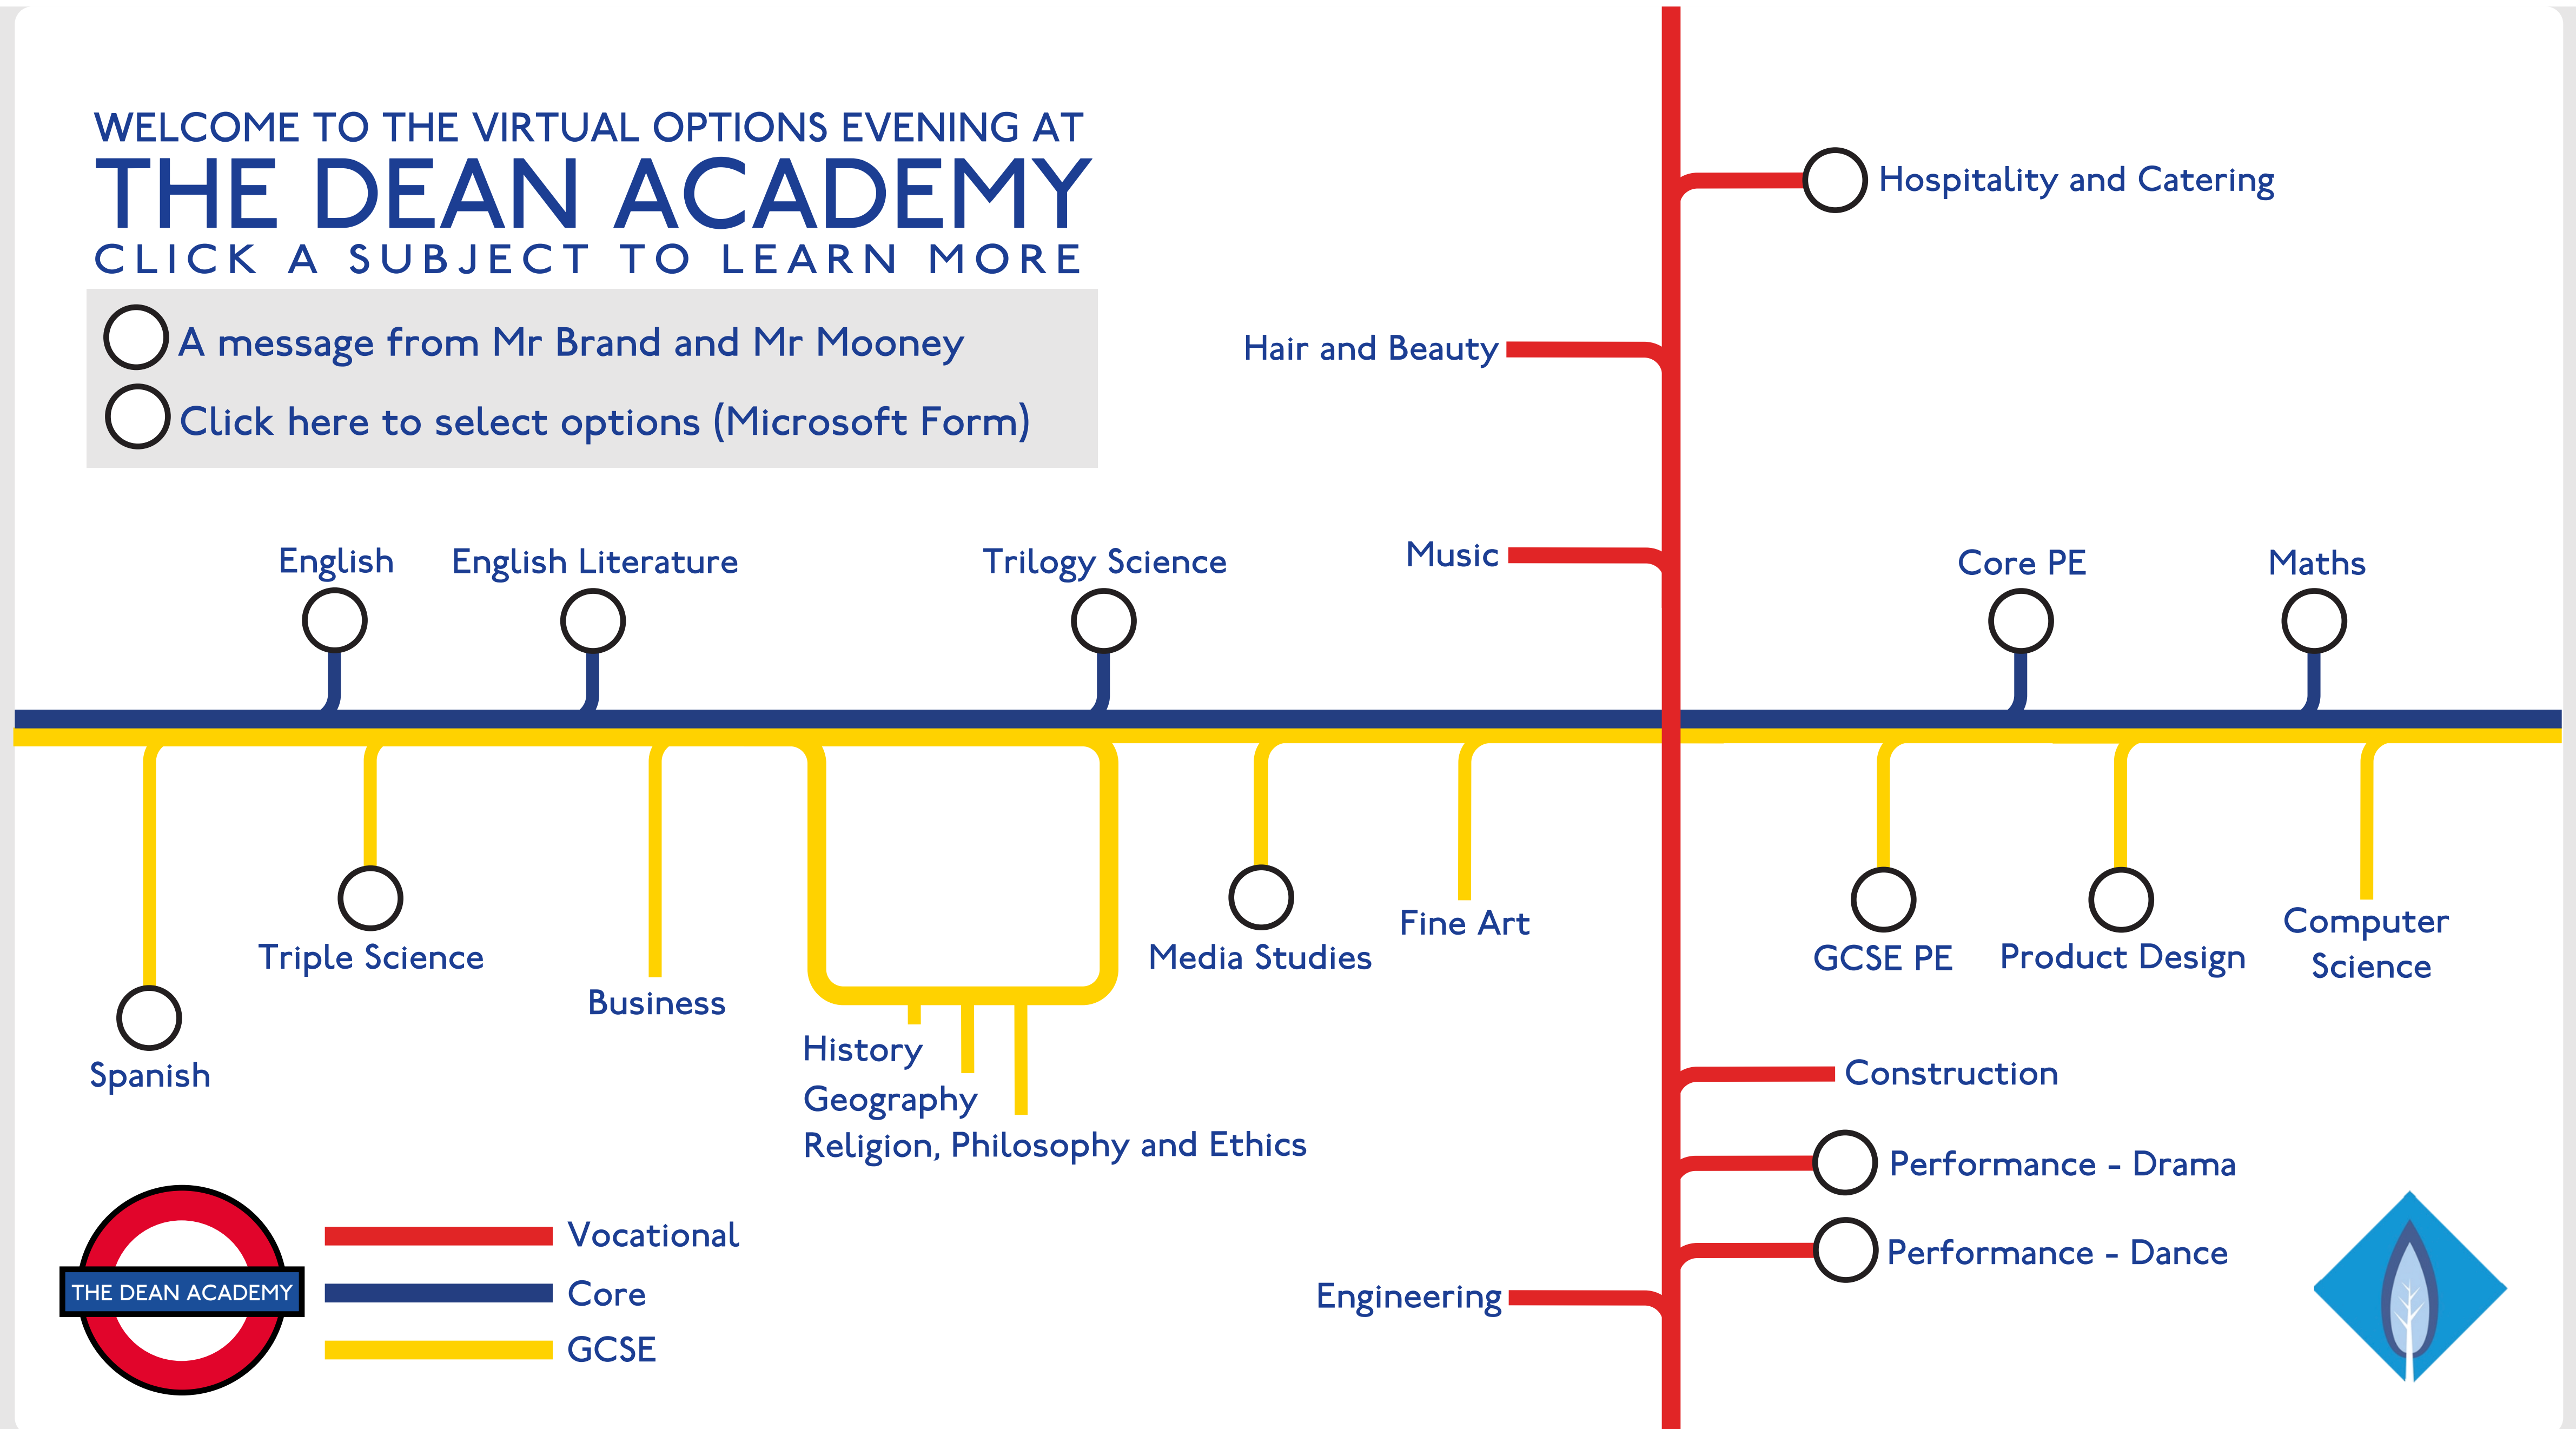 WELCOME TO THE VIRTUAL OPTIONS EVENING AT
THE DEAN ACADEMY
CLICK A SUBJECT TO LEARN MORE
A message from Mr Brand and Mr Mooney
Click here to select options (Microsoft Form)
Hospitality and Catering
Hair and Beauty
Music
English
English Literature
Trilogy Science
Core PE
Maths
Spanish
Triple Science
Business
History
Geography
Religion, Philosophy and Ethics
Media Studies
Fine Art
GCSE PE
Product Design
Computer
Science
Construction
Performance - Drama
Performance - Dance
Engineering
THE DEAN ACADEMY
Vocational
Core
GCSE